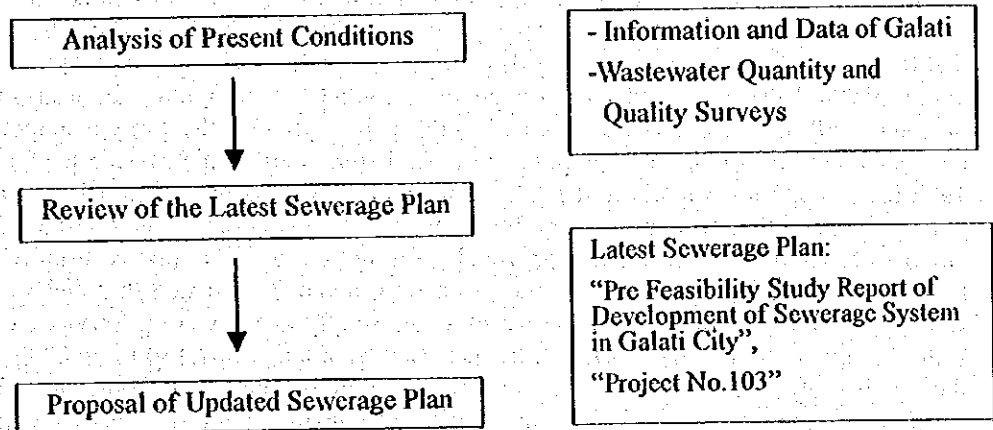 Analysis of Present Conditions
- Information and Data of Galati
-Wastewater Quantity and
Quality Surveys
Review of the Latest Sewerage Plan
Latest Sewerage Plan:
“Pre Feasibility Study Report of
Development of Sewerage System
in Galati City”,
“Project No.103”
Proposal of Updated Sewerage Plan